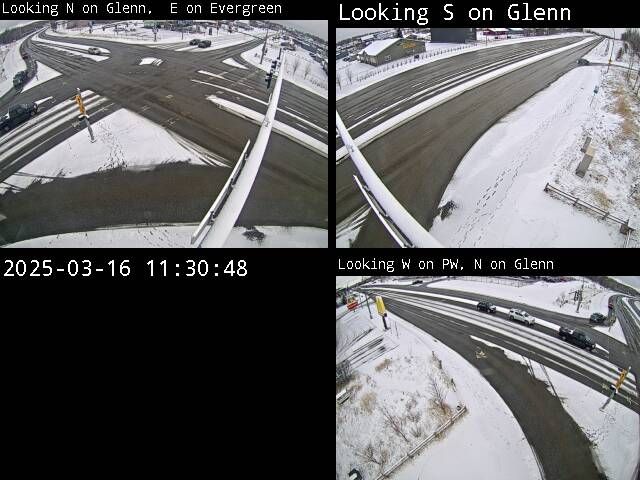 Looking N on Glenn, E on Evergreen
Looking S on Glenn
2025-03-16 11:30:48
Looking W on PW, N on Glenn